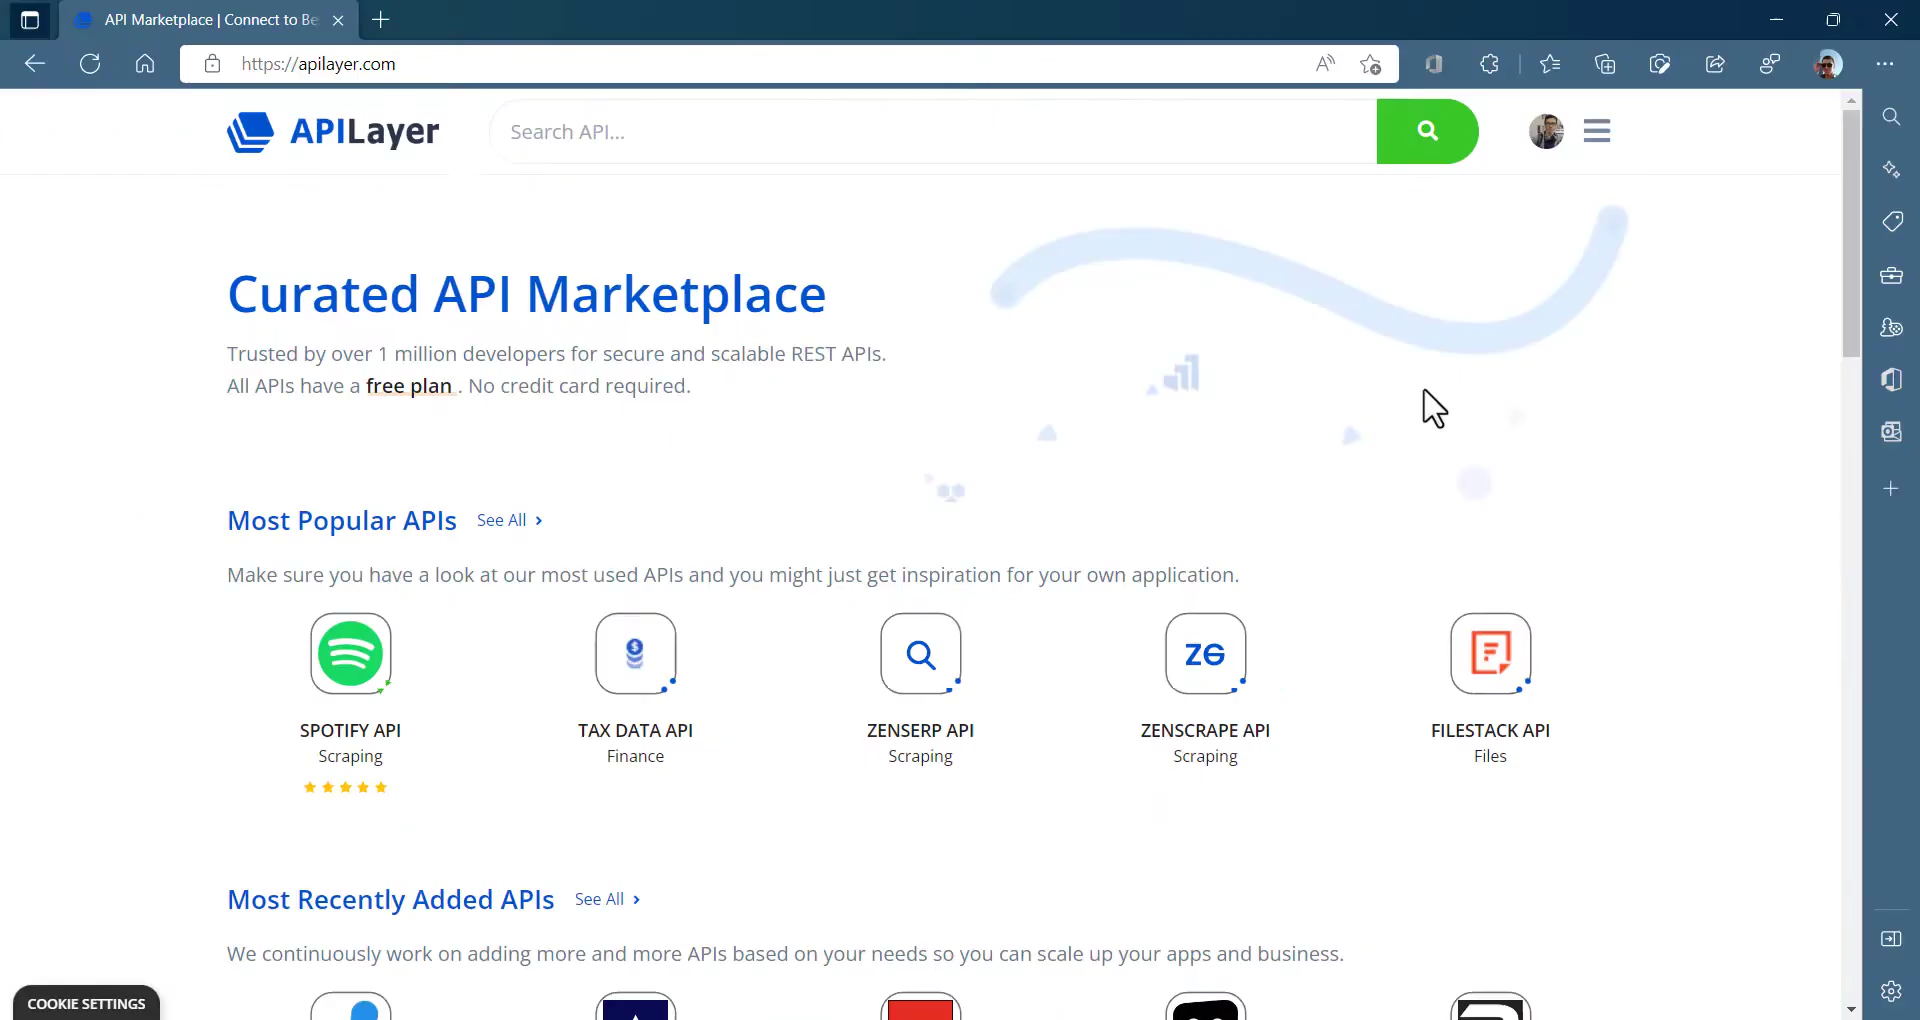 API Marketplace | Connect to Be
https://apilayer.com
APILayer
Search API...
Curated API Marketplace
Trusted by over 1 million developers for secure and scalable REST APIs.
All APIs have a free plan . No credit card required.
Most Popular APIs See All
Make sure you have a look at our most used APIs and you might just get inspiration for your own application.
ZG
SPOTIFY API
Scraping
TAX DATA API
Finance
ZENSERP API
Scraping
ZENSCRAPE API
Scraping
FILESTACK API
Files
Most Recently Added APIs See All
We continuously work on adding more and more APIs based on your needs so you can scale up your apps and business.
COOKIE SETTINGS